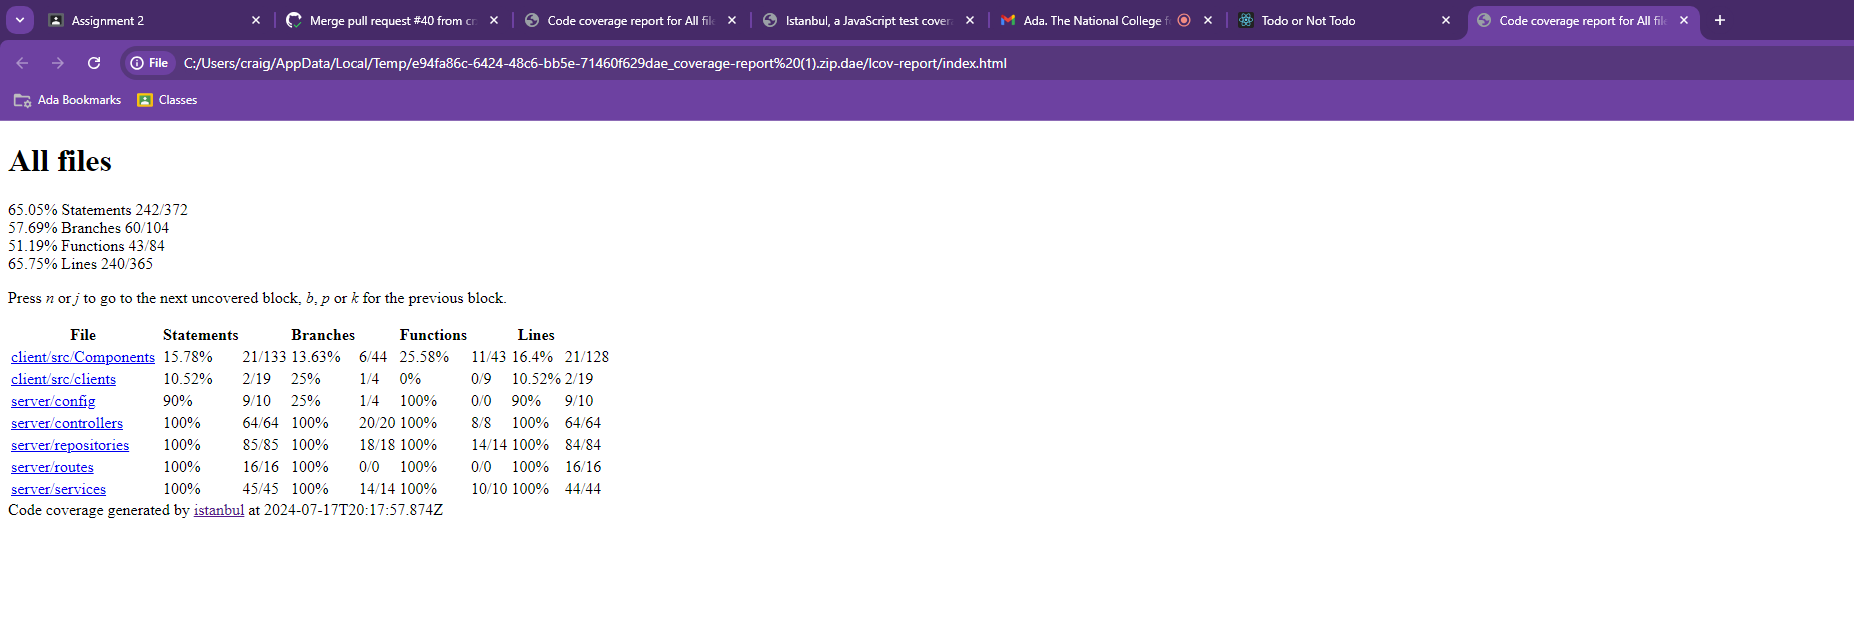 Assignment 2
Merge pull request #40 from cr
Code coverage report for All file
Istanbul, a JavaScript test covera
Ada. The National College f
Todo or Not Todo
Code coverage report for All file
File C:/Users/craig/AppData/Local/Temp/e94fa86c-6424-48c6-bb5e-71460f629dae_coverage-report%20(1).zip.dae/lcov-report/index.html
Ada Bookmarks Classes
All files
65.05% Statements 242/372
57.69% Branches 60/104
51.19% Functions 43/84
65.75% Lines 240/365
Press n or j to go to the next uncovered block, b, p or k for the previous block.
File Statements Branches Functions Lines
client/src/Components 15.78% 21/133 13.63% 6/44 25.58% 11/43 16.4% 21/128
client/src/clients 10.52% 2/19 25% 1/4 0% 0/9 10.52% 2/19
server/config 90% 9/10 25% 1/4 100% 0/0 90% 9/10
server/controllers 100% 64/64 100% 20/20 100% 8/8 100% 64/64
server/repositories 100% 85/85 100% 18/18 100% 14/14 100% 84/84
server/routes 100% 16/16 100% 0/0 100% 0/0 100% 16/16
server/services 100% 45/45 100% 14/14 100% 10/10 100% 44/44
Code coverage generated by istanbul at 2024-07-17T20:17:57.874Z